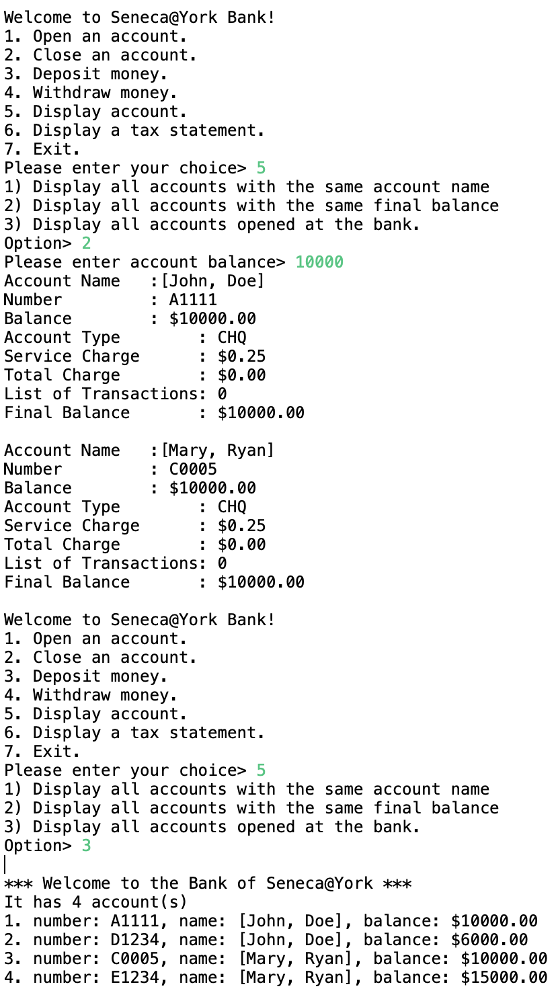 Welcome to Seneca@York Bank!
1. Open an account.
2. Close an account.
3. Deposit money.
4. Withdraw money.
5. Display account.
6. Display a tax statement.
7. Exit.
Please enter your choice> 5
1) Display all accounts with the same account name
2) Display all accounts with the same final balance
3) Display all accounts opened at the bank.
Option> 2
Please enter account balance> 10000
Account Name   :[John, Doe]
Number         : A1111
Balance        : $10000.00
Account Type        : CHQ
Service Charge      : $0.25
Total Charge        : $0.00
List of Transactions: 0
Final Balance       : $10000.00

Account Name   :[Mary, Ryan]
Number         : C0005
Balance        : $10000.00
Account Type        : CHQ
Service Charge      : $0.25
Total Charge        : $0.00
List of Transactions: 0
Final Balance       : $10000.00

Welcome to Seneca@York Bank!
1. Open an account.
2. Close an account.
3. Deposit money.
4. Withdraw money.
5. Display account.
6. Display a tax statement.
7. Exit.
Please enter your choice> 5
1) Display all accounts with the same account name
2) Display all accounts with the same final balance
3) Display all accounts opened at the bank.
Option> 3

*** Welcome to the Bank of Seneca@York ***
It has 4 account(s)
1. number: A1111, name: [John, Doe], balance: $10000.00
2. number: D1234, name: [John, Doe], balance: $6000.00
3. number: C0005, name: [Mary, Ryan], balance: $10000.00
4. number: E1234, name: [Mary, Ryan], balance: $15000.00